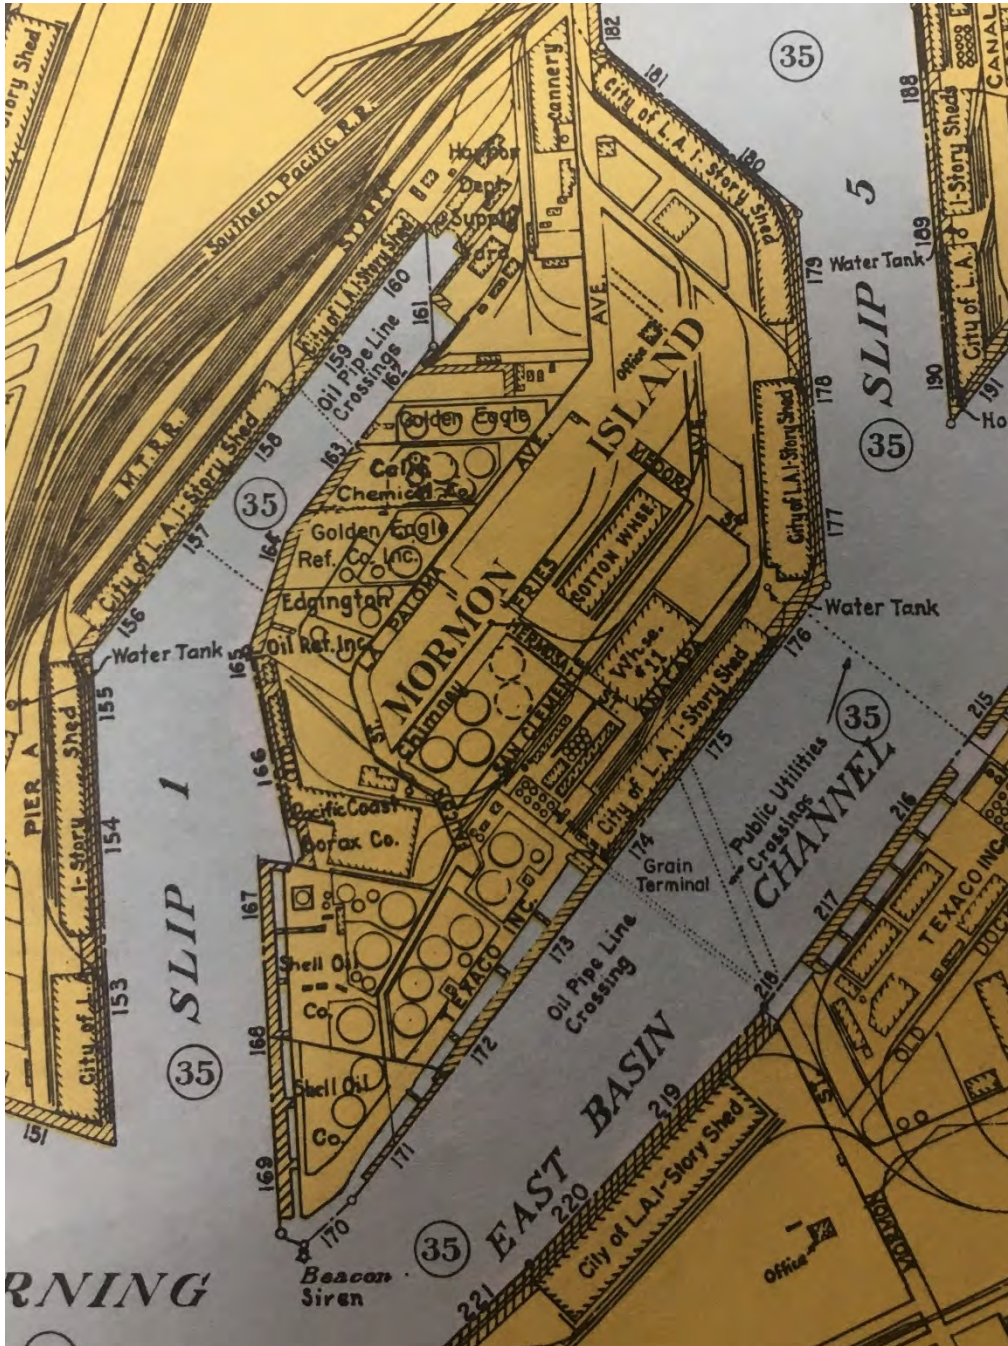 182
35
188
CANAL
Story Shed
181
City of L.A. 1-Story Shed
180
1-Story Sheds
Cannery
Southern Pacific R.R.
Harbor
Dept.
Supply
Yard
SLIP 5
189
Water Tank
179
City of L.A.
City of L.A. 1-Story Shed
160
161
AVE.
159
Oil Pipe Line
Crossings
162
Office
ISLAND
178
190
191
Ho
35
M.T.R.R.
158
163
Golden Eagle
AVE.
AVE.
City of L.A. 1-Story Shed
Calif.
Chemical Co.
35
157
164
Golden Eagle
Ref. Co. Inc.
City of L.A. 1-Story Shed
177
COTTON WHSE.
FRIES
MORMON
PALOMA
Edgington
Oil Ref. Inc.
156
Water Tank
165
155
Water Tank
176
Whse.
#11
ANACAPA
SAN CLEMENTE
Chimney
ST.
City of L.A. 1-Story Shed
175
35
215
PIER A
1-Story Shed
166
154
SLIP 1
Pacific Coast
Borax Co.
174
Grain
Terminal
Public Utilities
Crossings
CHANNEL
216
217
TEXACO INC.
167
TEXACO INC.
173
Oil Pipe Line
Crossing
218
Shell Oil
Co.
153
City of L.A.
35
168
172
OLD
Shell Oil
Co.
ST.
219
EAST BASIN
City of L.A. 1-Story Shed
151
171
169
220
170
35
MORMON
Office
Beacon
Siren
221
RNING